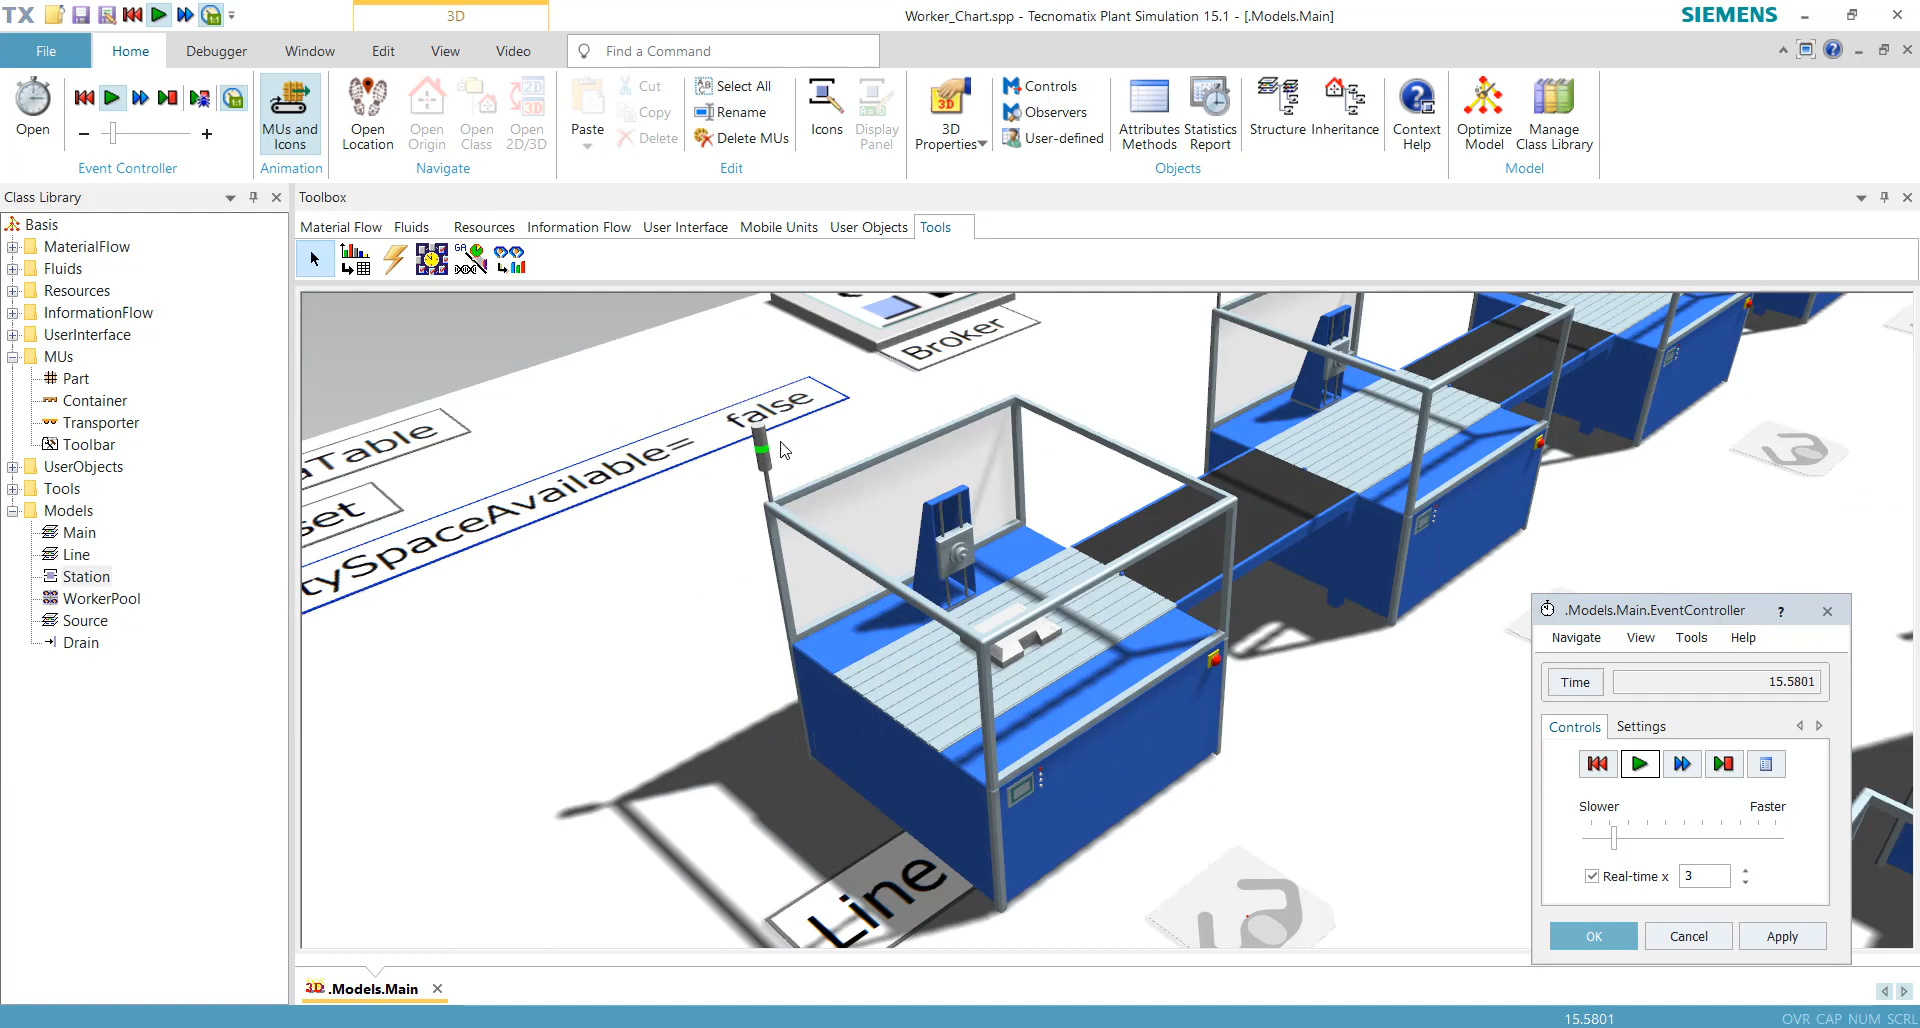 TX
3D
Worker_Chart.spp - Tecnomatix Plant Simulation 15.1 - [.Models.Main]
SIEMENS
File
Home
Debugger
Window
Edit
View
Video
Find a Command
Open
MUs and Icons
Open Location
Open Origin
Open Class
Open 2D/3D
Paste
Cut
Copy
Delete
Select All
Rename
Delete MUs
Icons
Display Panel
3D Properties
Controls
Observers
User-defined
Attributes Methods
Statistics Report
Structure
Inheritance
Context Help
Optimize Model
Manage Class Library
Event Controller
Animation
Navigate
Edit
Objects
Model
Class Library
Toolbox
Basis
MaterialFlow
Fluids
Resources
InformationFlow
UserInterface
MUs
Part
Container
Transporter
Toolbar
UserObjects
Tools
Models
Main
Line
Station
WorkerPool
Source
Drain
Material Flow
Fluids
Resources
Information Flow
User Interface
Mobile Units
User Objects
Tools
GA
Broker
aTable
set
tySpaceAvailable= false
Line
.Models.Main.EventController
?
Navigate
View
Tools
Help
Time
15.5801
Controls
Settings
Slower
Faster
Real-time x
3
OK
Cancel
Apply
3D .Models.Main
15.5801
OVR CAP NUM SCRL